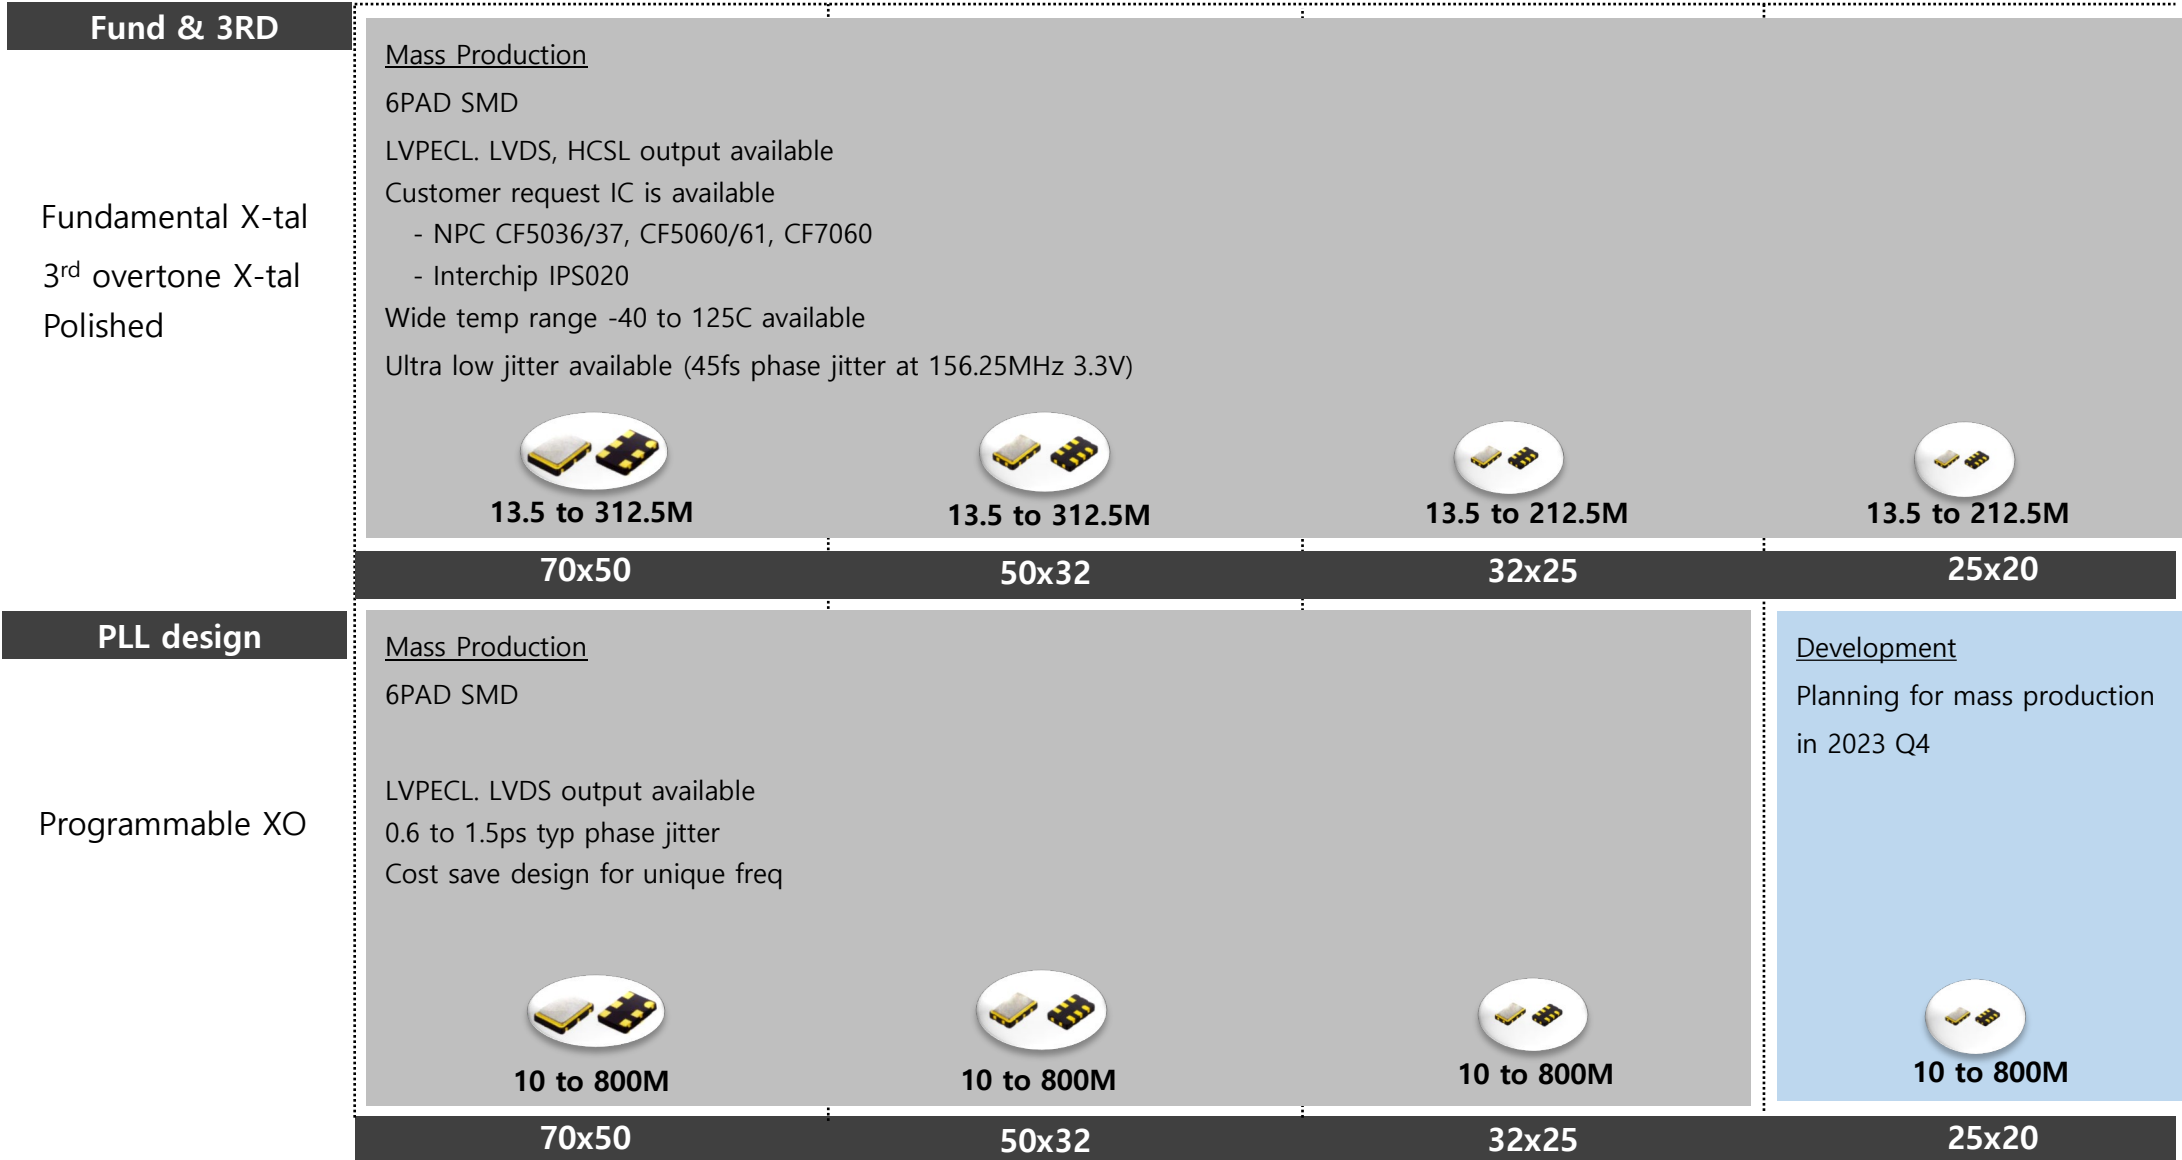 Fund & 3RD
Fundamental X-tal
3rd overtone X-tal
Polished
Mass Production
6PAD SMD
LVPECL. LVDS, HCSL output available
Customer request IC is available
- NPC CF5036/37, CF5060/61, CF7060
- Interchip IPS020
Wide temp range -40 to 125C available
Ultra low jitter available (45fs phase jitter at 156.25MHz 3.3V)
13.5 to 312.5M
13.5 to 312.5M
13.5 to 212.5M
13.5 to 212.5M
70x50
50x32
32x25
25x20
PLL design
Programmable XO
Mass Production
6PAD SMD
LVPECL. LVDS output available
0.6 to 1.5ps typ phase jitter
Cost save design for unique freq
Development
Planning for mass production
in 2023 Q4
10 to 800M
10 to 800M
10 to 800M
10 to 800M
70x50
50x32
32x25
25x20